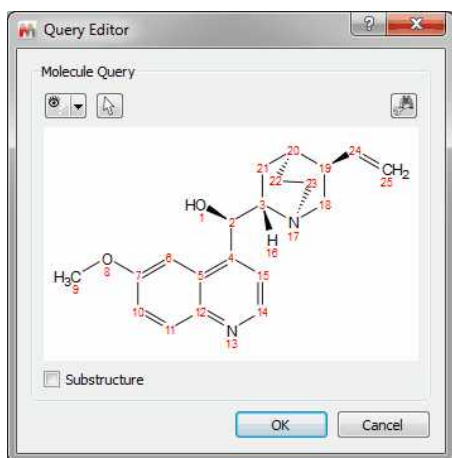 Query Editor
?
Molecule Query
20
24
21
19
CH₂
22
23
25
HO
3
18
1
2
N
H
17
16
O
4
8
6
5
15
H₃C
7
9
10
12
14
11
N
13
Substructure
OK
Cancel